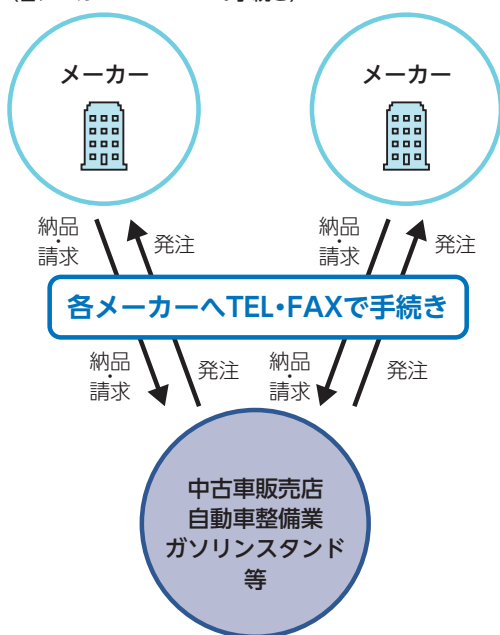 メーカー
メーカー
納品・請求
発注
納品・請求
発注
各メーカーへTEL・FAXで手続き
納品・請求
発注
納品・請求
発注
中古車販売店
自動車整備業
ガソリンスタンド
等